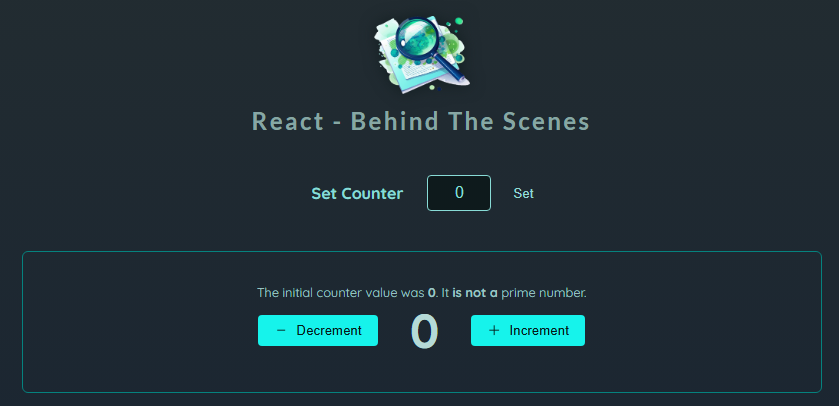 React - Behind The Scenes
Set Counter 0 Set
The initial counter value was 0. It is not a prime number.
− Decrement 0 + Increment